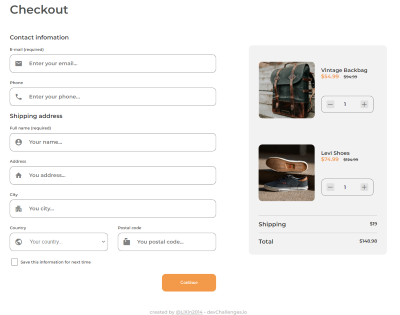 Checkout
Contact infomation
E-mail (required)
Enter your email...
Phone
Enter your phone...
Shipping address
Full name (required)
Your name...
Address
You address...
City
You city...
Country
Your country
Postal code
You postal code...
Save this information for next time
Continue
Vintage Backbag
$54.99 $94.99
1
Levi Shoes
$74.99 $124.99
1
Shipping $19
Total $148.98
- devChallenges.io
created by